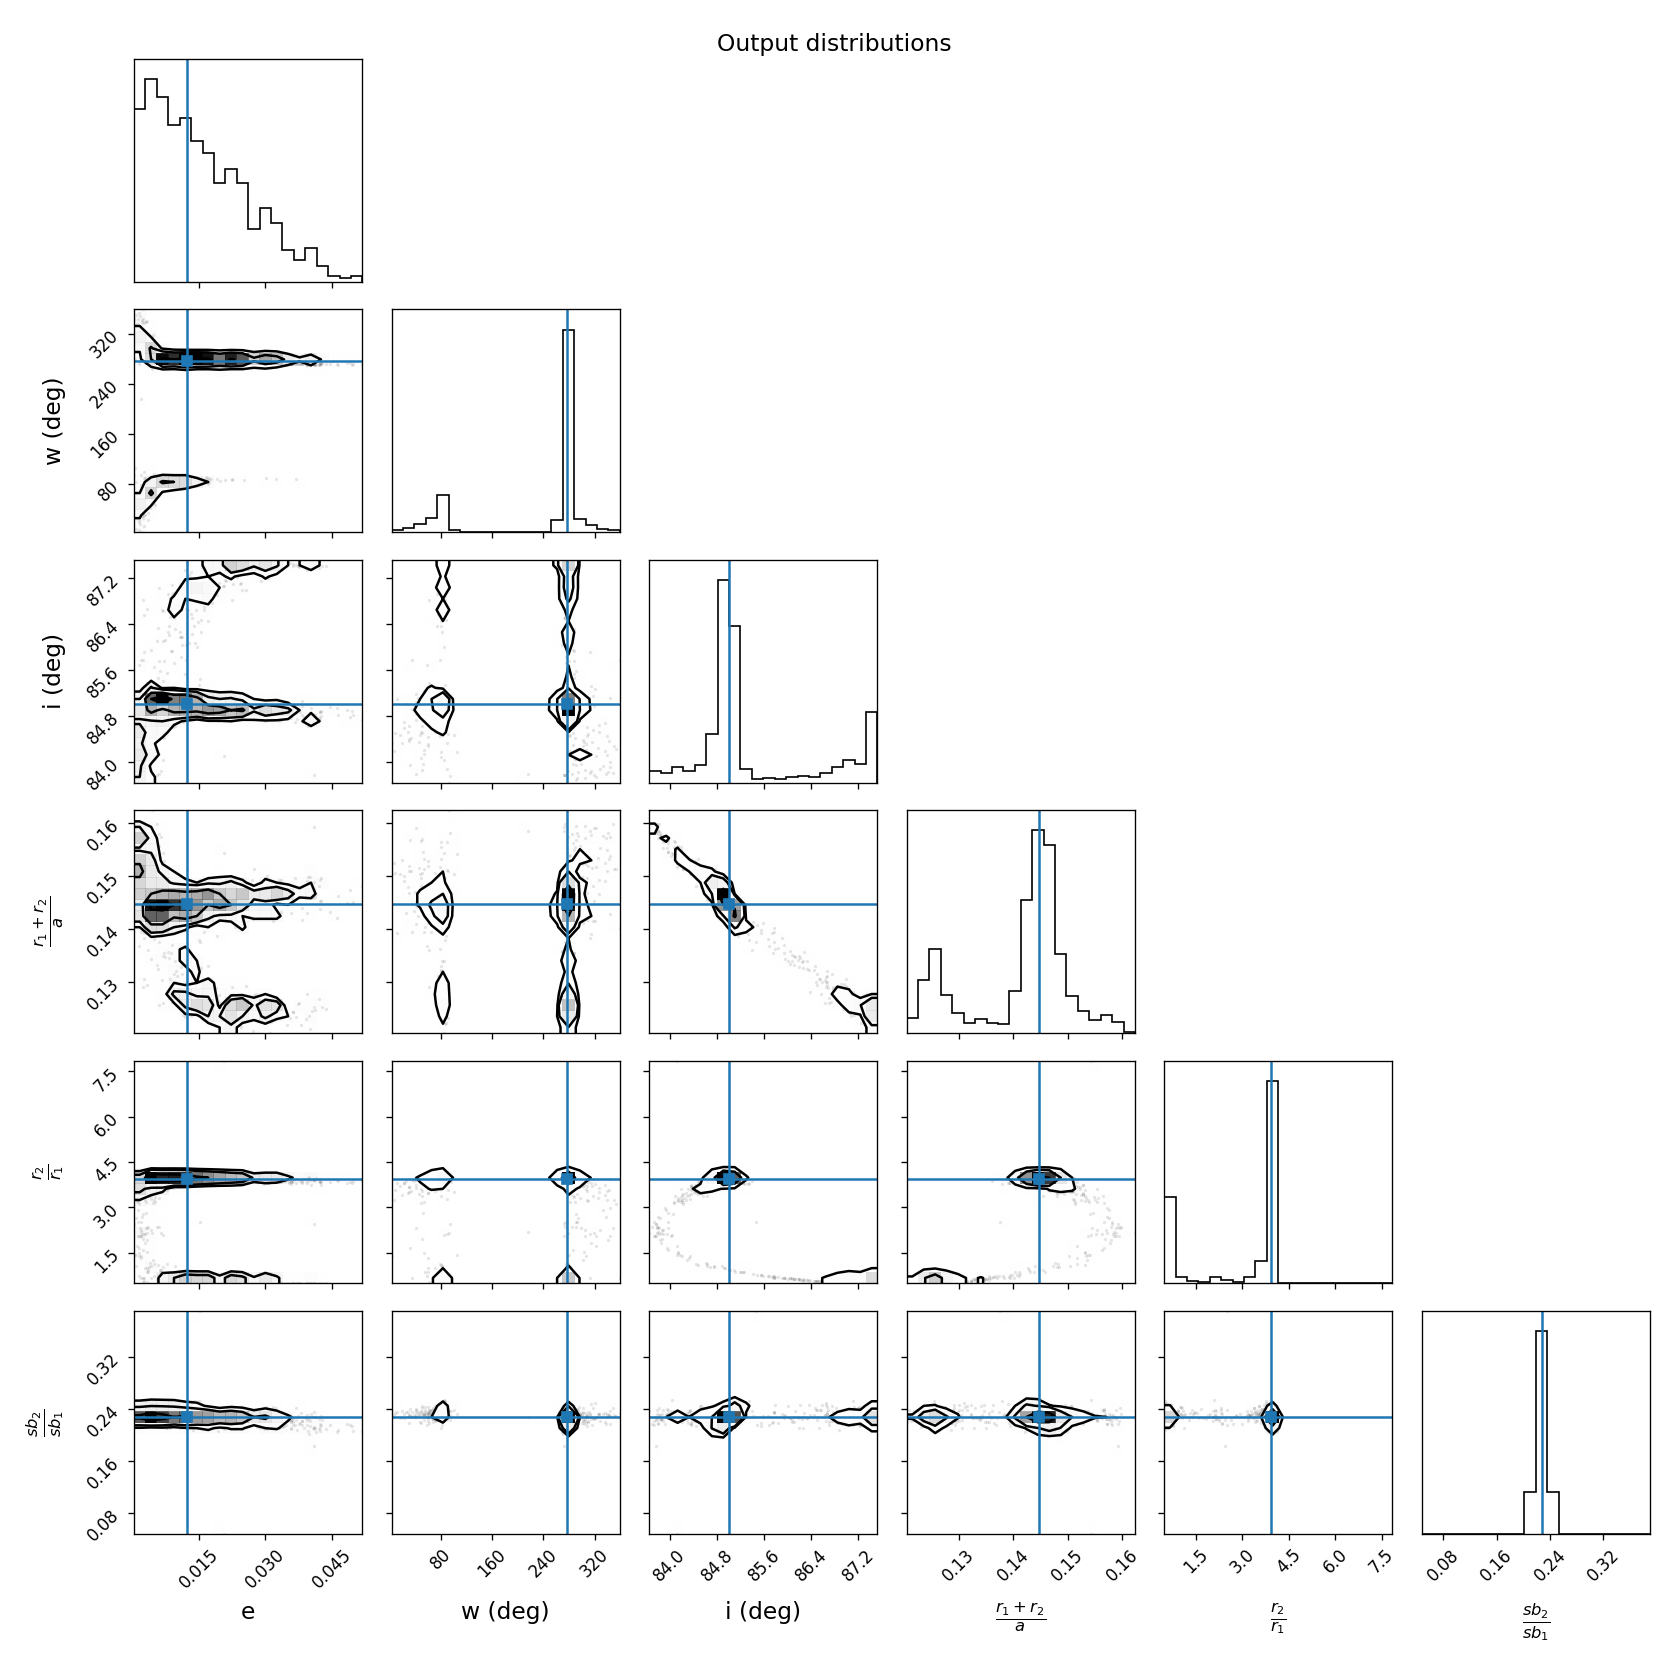 Output distributions
w (deg)
320
240
160
80
i (deg)
87.2
86.4
85.6
84.8
84.0
r₁ + r₂
a
0.16
0.15
0.14
0.13
r₂
r₁
7.5
6.0
4.5
3.0
1.5
sb₂
sb₁
0.32
0.24
0.16
0.08
0.015 0.030 0.045
80 160 240 320
84.0 84.8 85.6 86.4 87.2
0.13 0.14 0.15 0.16
1.5 3.0 4.5 6.0 7.5
0.08 0.16 0.24 0.32
e
w (deg)
i (deg)
r₁ + r₂
a
r₂
r₁
sb₂
sb₁